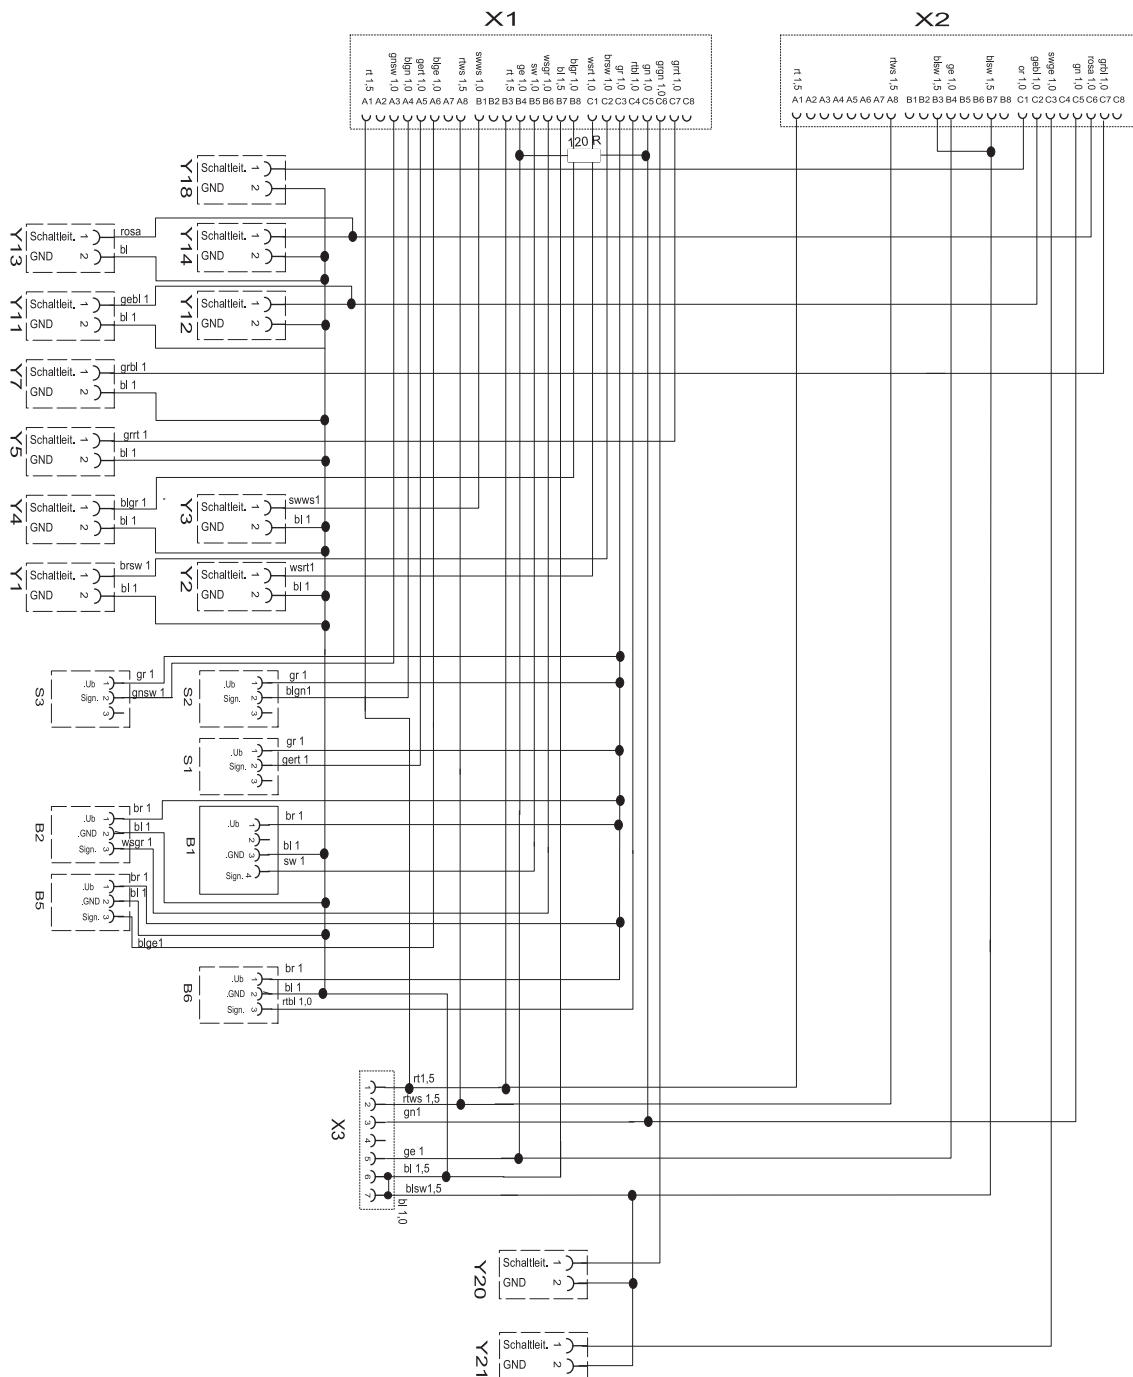 X1
X2
rt 1,5
gnsw 1,0
blgn 1,0
gert 1,0
blge 1,0
rtws 1,5
swws 1,0
rt 1,5
ge 1,0
sw 1,0
wsgr 1,0
bl 1,5
blgr 1,0
wsrt 1,0
brsw 1,0
gr 1,0
rtbl 1,0
gn 1,0
grgn 1,0
grrt 1,0
A1 A2 A3 A4 A5 A6 A7 A8 B1 B2 B3 B4 B5 B6 B7 B8 C1 C2 C3 C4 C5 C6 C7 C8
rt 1,5
rtws 1,5
blsw 1,5
ge 1,0
blsw 1,5
or 1,0
gebl 1,0
swge 1,0
gn 1,0
rosa 1,0
grbl 1,0
A1 A2 A3 A4 A5 A6 A7 A8 B1 B2 B3 B4 B5 B6 B7 B8 C1 C2 C3 C4 C5 C6 C7 C8
120 R
Y18
Schaltleit. 1
GND 2
Y13
Schaltleit. 1 rosa
GND 2 bl
Y14
Schaltleit. 1
GND 2
Y11
Schaltleit. 1 gebl 1
GND 2 bl 1
Y12
Schaltleit. 1
GND 2
Y7
Schaltleit. 1 grbl 1
GND 2 bl 1
Y5
Schaltleit. 1 grrt 1
GND 2 bl 1
Y4
Schaltleit. 1 blgr 1
GND 2 bl 1
Y3
Schaltleit. 1 swws1
GND 2 bl 1
Y1
Schaltleit. 1 brsw 1
GND 2 bl 1
Y2
Schaltleit. 1 wsrt1
GND 2 bl 1
S3
.Ub 1 gr 1
Sign. 2 gnsw 1
3
S2
.Ub 1 gr 1
Sign. 2 blgn1
3
S1
.Ub 1 gr 1
Sign. 2 gert 1
3
B2
.Ub 1 br 1
.GND 2 bl 1
Sign. 3 wsgr 1
B1
.Ub 1 br 1
2
.GND 3 bl 1
Sign. 4 sw 1
B5
.Ub 1 br 1
.GND 2 bl 1
Sign. 3 blge1
B6
.Ub 1 br 1
.GND 2 bl 1
Sign. 3 rtbl 1,0
X3
1 rt1,5
2 rtws 1,5
3 gn1
4
5 ge 1
6 bl 1,5
7 blsw1,5
bl 1,0
Y20
Schaltleit. 1
GND 2
Y21
Schaltleit. 1
GND 2